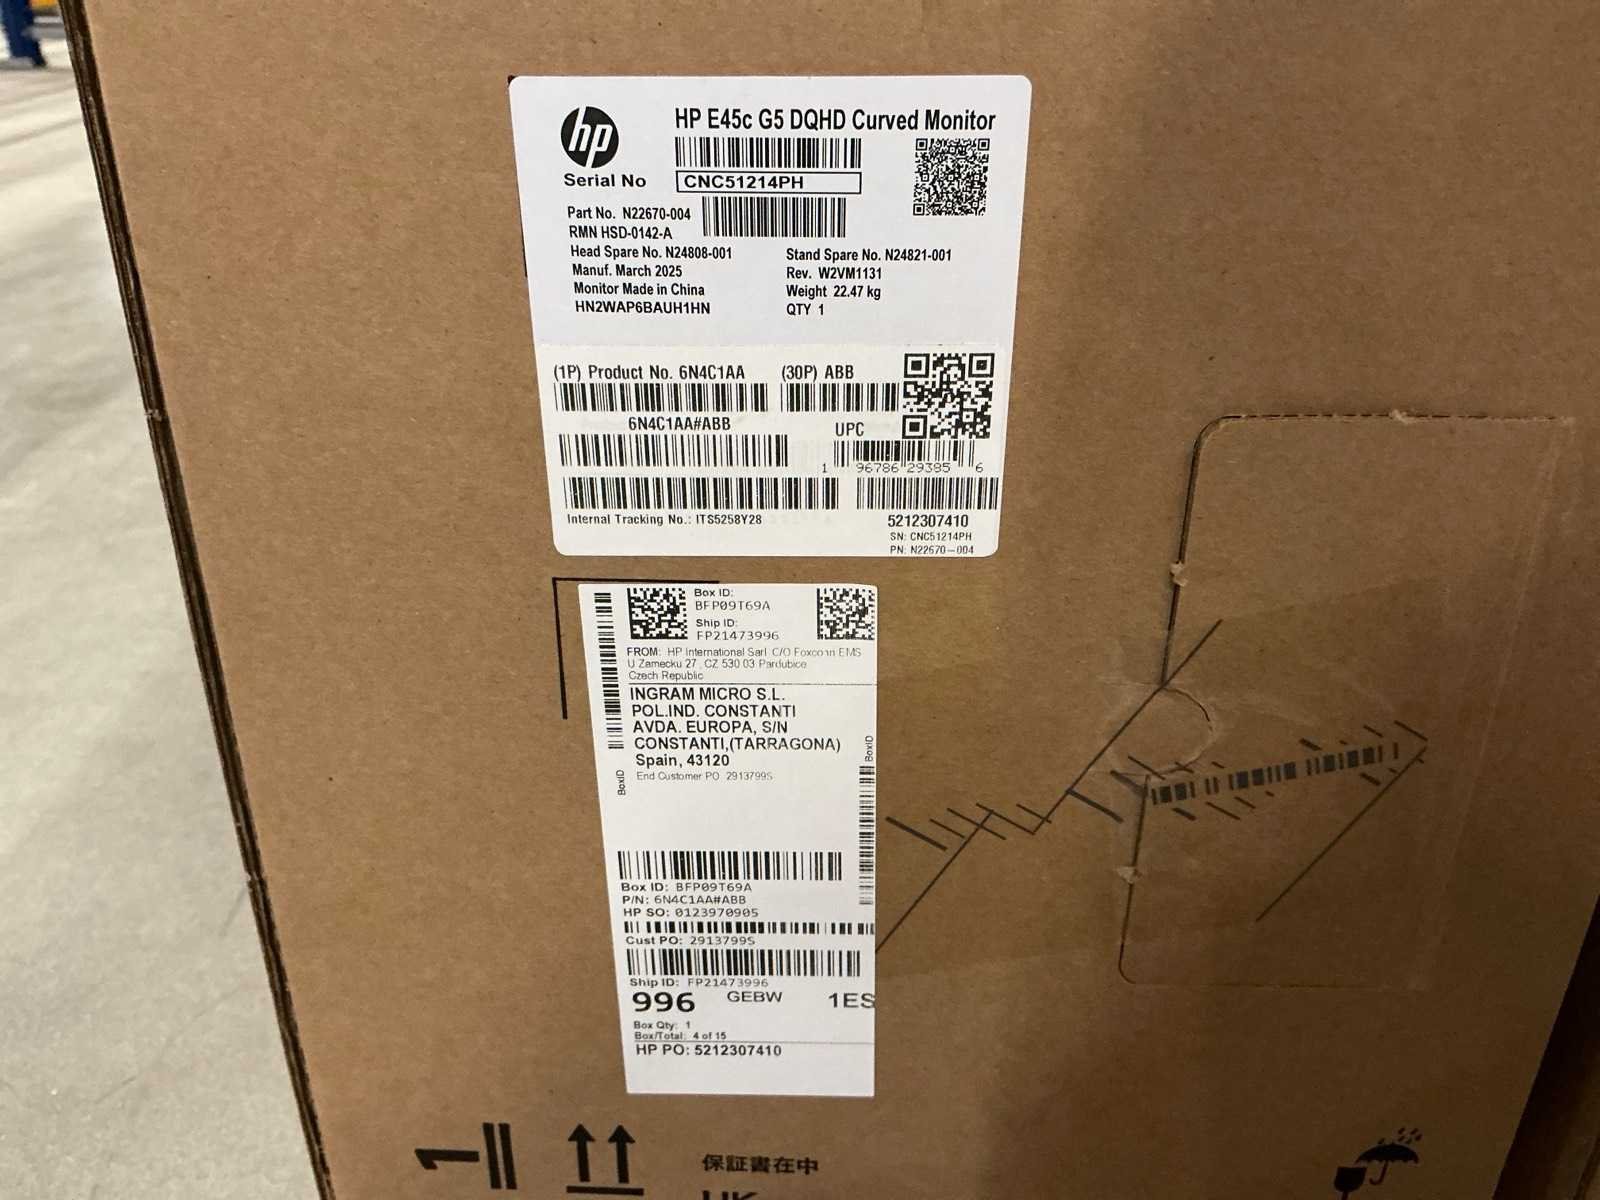 hp
HP E45c G5 DQHD Curved Monitor
Serial No CNC51214PH
Part No. N22670-004
RMN HSD-0142-A
Head Spare No. N24808-001
Stand Spare No. N24821-001
Manuf. March 2025
Rev. W2VM1131
Monitor Made in China
Weight 22.47 kg
HN2WAP6BAUH1HN
QTY 1
(1P) Product No. 6N4C1AA (30P) ABB
6N4C1AA#ABB
UPC
1 96786 29385 6
Internal Tracking No.: ITS5258Y28
5212307410
SN: CNC51214PH
PN: N22670-004
Box ID:
BFP09T69A
Ship ID:
FP21473996
FROM: HP International Sarl C/O Foxconn EMS
U Zamecku 27, CZ 530 03 Pardubice
Czech Republic
INGRAM MICRO S.L.
POL.IND. CONSTANTI
AVDA. EUROPA, S/N
CONSTANTI,(TARRAGONA)
Spain, 43120
End Customer PO 2913799S
BoxID
BoxID
Box ID: BFP09T69A
P/N: 6N4C1AA#ABB
HP SO: 0123970905
Cust PO: 2913799S
Ship ID: FP21473996
996 GEBW 1ES
Box Qty: 1
Box/Total: 4 of 15
HP PO: 5212307410
1
保証書在中